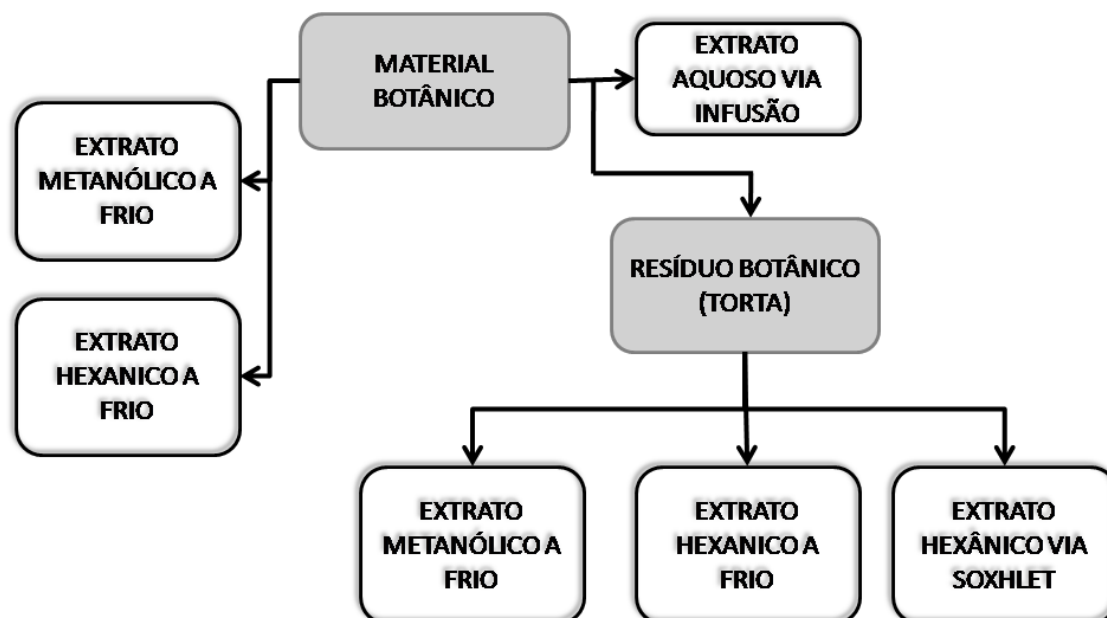 MATERIAL
BOTÂNICO
EXTRATO
AQUOSO VIA
INFUSÃO
EXTRATO
METANÓLICO A
FRIO
EXTRATO
HEXANICO A
FRIO
RESÍDUO BOTÂNICO
(TORTA)
EXTRATO
METANÓLICO A
FRIO
EXTRATO
HEXANICO A
FRIO
EXTRATO
HEXÂNICO VIA
SOXHLET